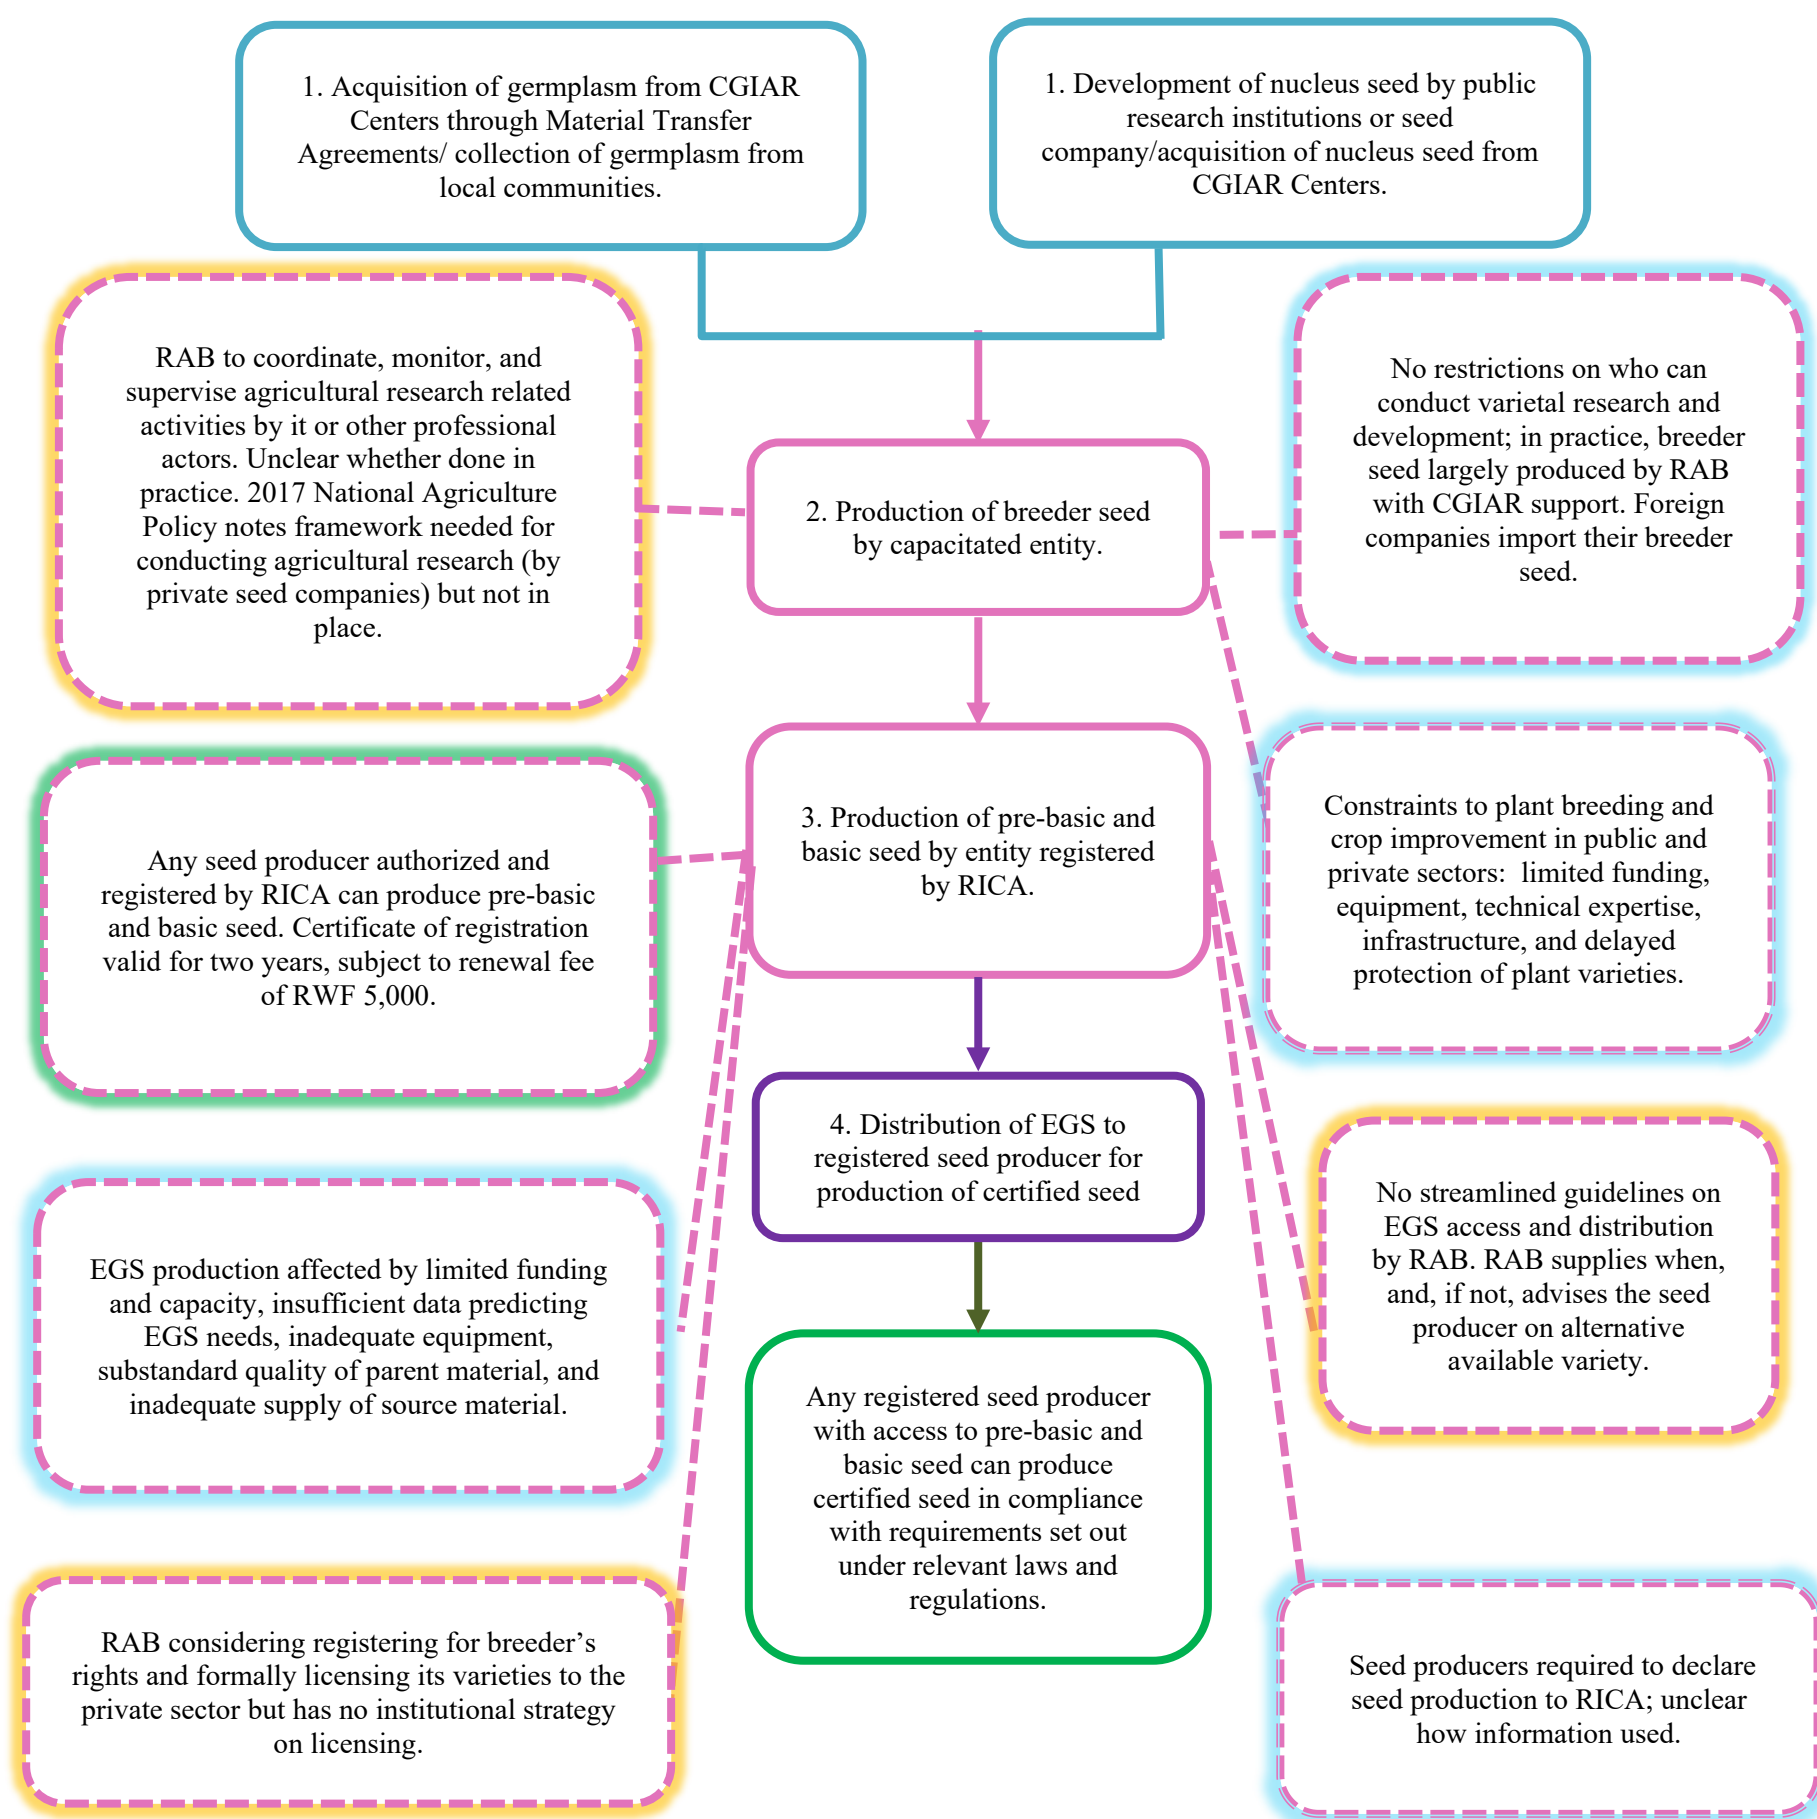 1. Acquisition of germplasm from CGIAR
Centers through Material Transfer
Agreements/ collection of germplasm from
local communities.
1. Development of nucleus seed by public
research institutions or seed
company/acquisition of nucleus seed from
CGIAR Centers.
RAB to coordinate, monitor, and
supervise agricultural research related
activities by it or other professional
actors. Unclear whether done in
practice. 2017 National Agriculture
Policy notes framework needed for
conducting agricultural research (by
private seed companies) but not in
place.
2. Production of breeder seed
by capacitated entity.
No restrictions on who can
conduct varietal research and
development; in practice, breeder
seed largely produced by RAB
with CGIAR support. Foreign
companies import their breeder
seed.
Any seed producer authorized and
registered by RICA can produce pre-basic
and basic seed. Certificate of registration
valid for two years, subject to renewal fee
of RWF 5,000.
3. Production of pre-basic and
basic seed by entity registered
by RICA.
Constraints to plant breeding and
crop improvement in public and
private sectors:  limited funding,
equipment, technical expertise,
infrastructure, and delayed
protection of plant varieties.
4. Distribution of EGS to
registered seed producer for
production of certified seed
EGS production affected by limited funding
and capacity, insufficient data predicting
EGS needs, inadequate equipment,
substandard quality of parent material, and
inadequate supply of source material.
No streamlined guidelines on
EGS access and distribution
by RAB. RAB supplies when,
and, if not, advises the seed
producer on alternative
available variety.
Any registered seed producer
with access to pre-basic and
basic seed can produce
certified seed in compliance
with requirements set out
under relevant laws and
regulations.
RAB considering registering for breeder’s
rights and formally licensing its varieties to the
private sector but has no institutional strategy
on licensing.
Seed producers required to declare
seed production to RICA; unclear
how information used.